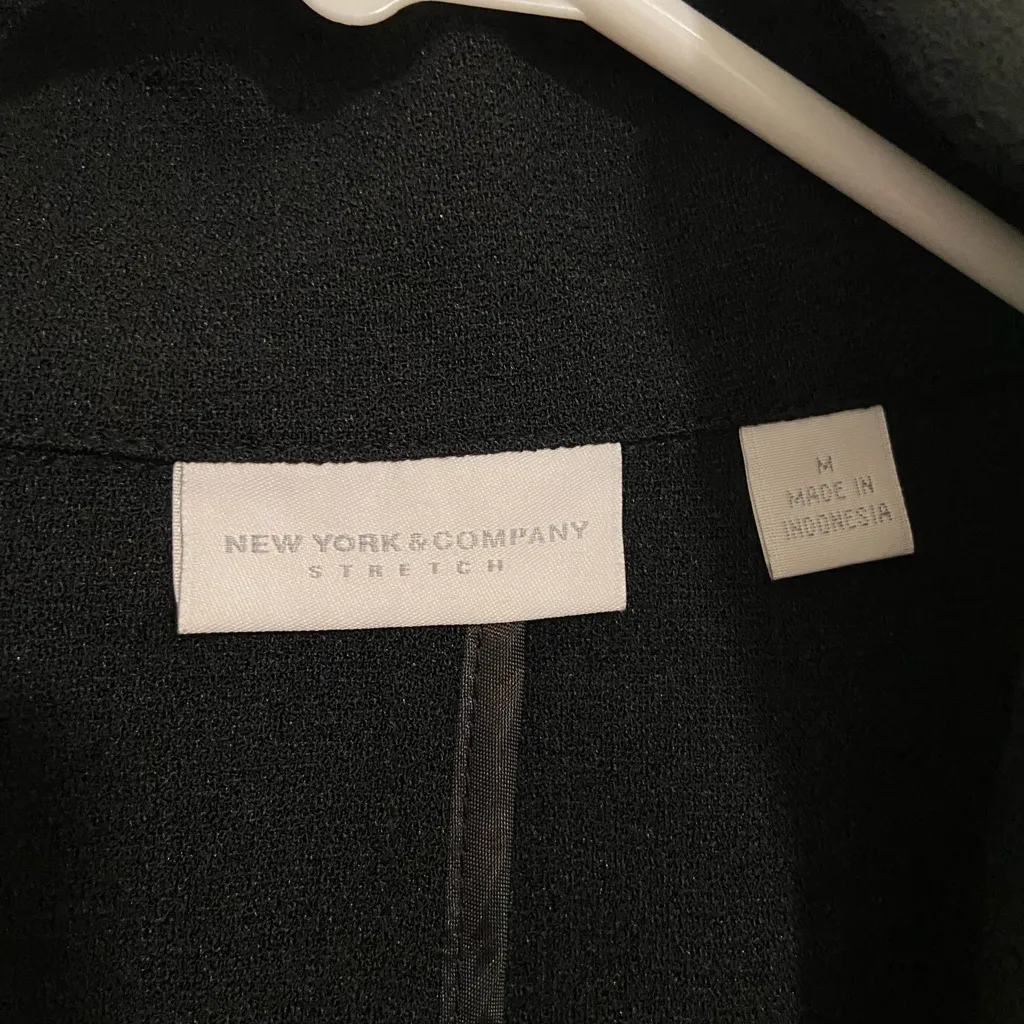 NEW YORK & COMPANY
STRETCH
M
MADE IN
INDONESIA